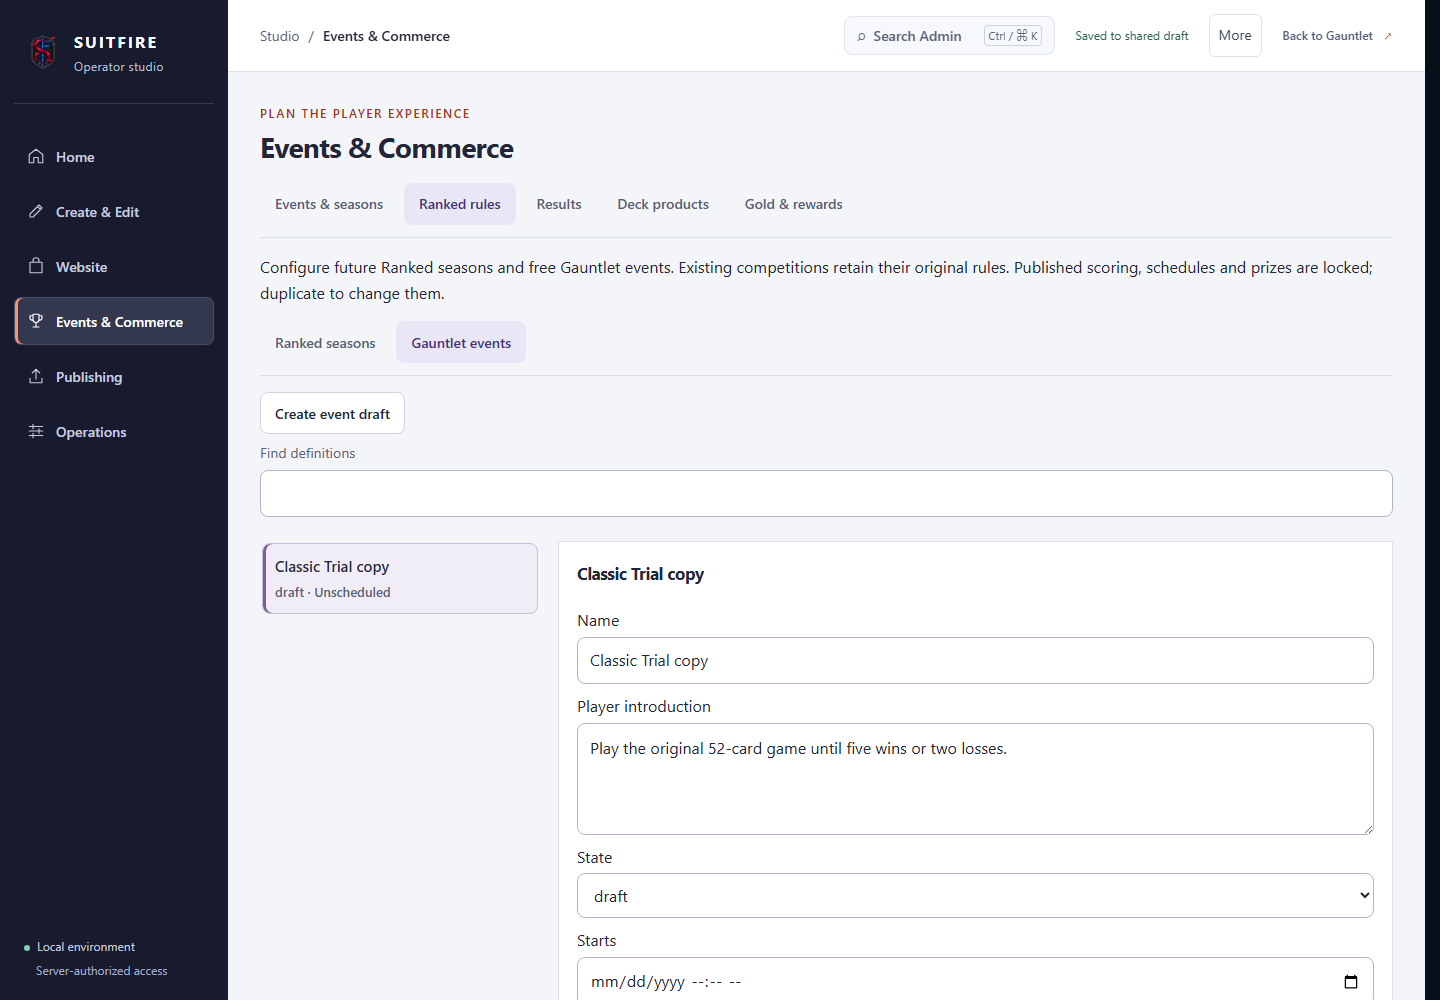 SUITFIRE
Operator studio
Home
Create & Edit
Website
Events & Commerce
Publishing
Operations
Local environment
Server-authorized access
Studio / Events & Commerce
Search Admin
Ctrl / ⌘ K
Saved to shared draft
More
Back to Gauntlet ↗
PLAN THE PLAYER EXPERIENCE
Events & Commerce
Events & seasons
Ranked rules
Results
Deck products
Gold & rewards
Configure future Ranked seasons and free Gauntlet events. Existing competitions retain their original rules. Published scoring, schedules and prizes are locked;
duplicate to change them.
Ranked seasons
Gauntlet events
Create event draft
Find definitions
Classic Trial copy
draft · Unscheduled
Classic Trial copy
Name
Classic Trial copy
Player introduction
Play the original 52-card game until five wins or two losses.
State
draft
Starts
mm/dd/yyyy --:-- --